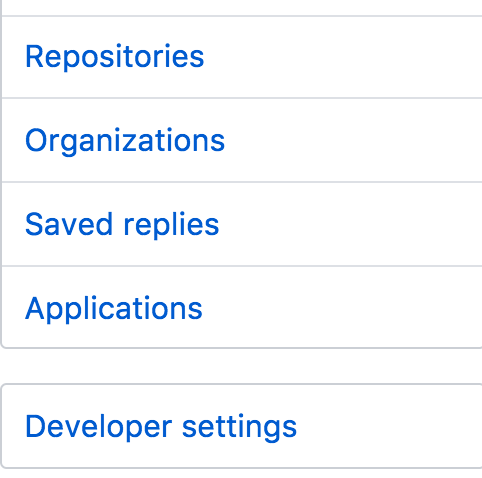 Repositories
Organizations
Saved replies
Applications
Developer settings